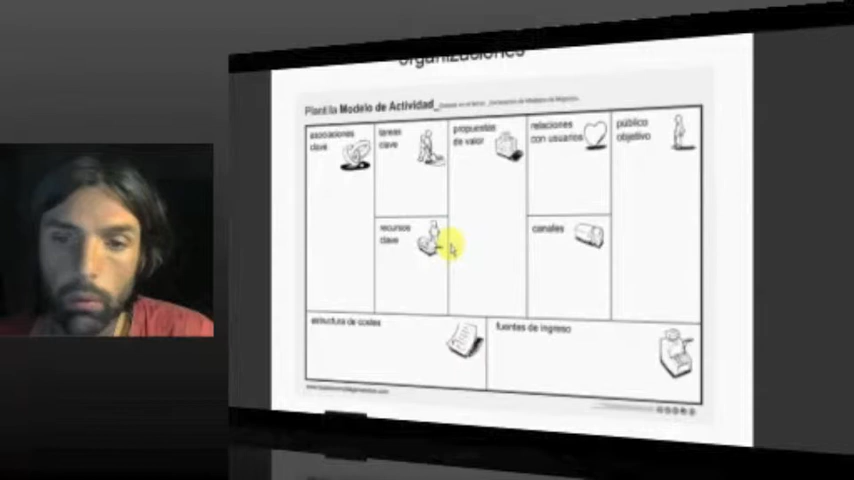 organizaciones
Plantilla Modelo de Actividad_
asociaciones
clave
tareas
clave
propuestas
de valor
relaciones
con usuarios
público
objetivo
recursos
clave
canales
estructura de costes
fuentes de ingreso